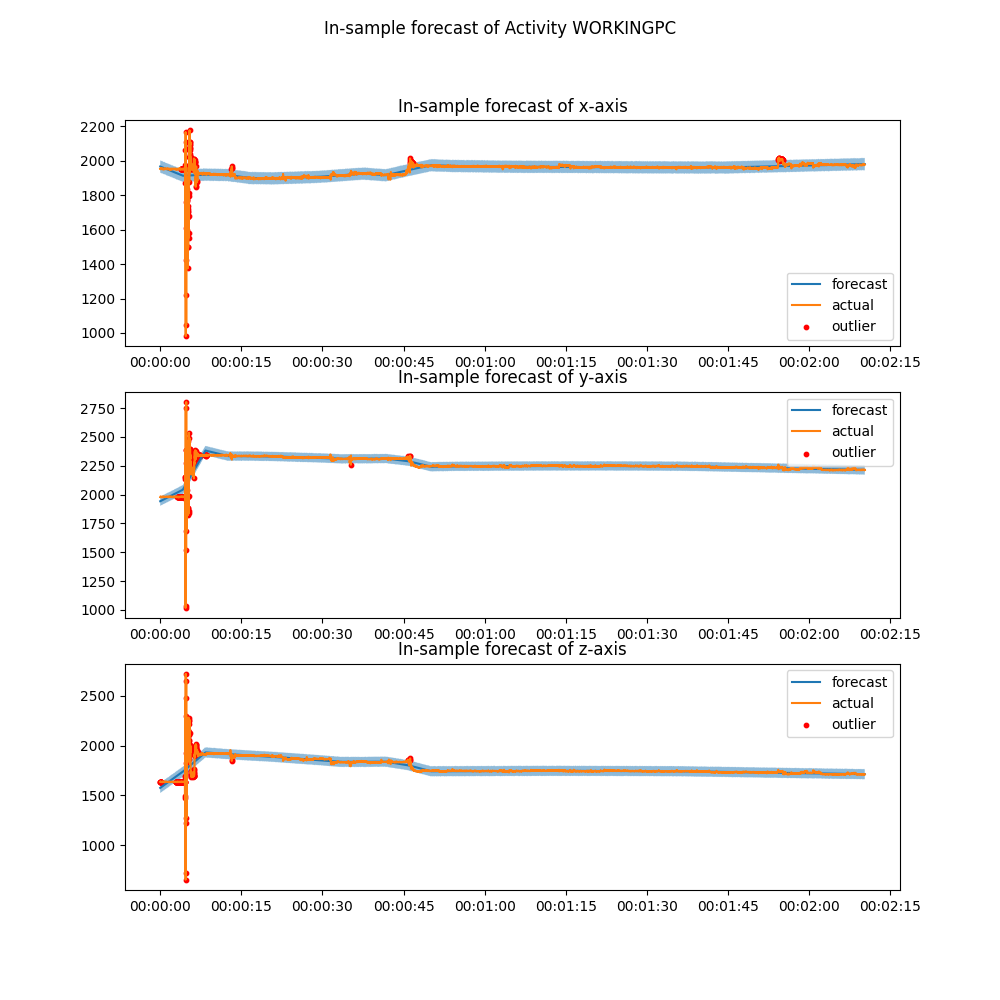 In-sample forecast of Activity WORKINGPC
In-sample forecast of x-axis
2200
2000
1800
1600
1400
1200
1000
forecast
actual
outlier
00:00:00 00:00:15 00:00:30 00:00:45 00:01:00 00:01:15 00:01:30 00:01:45 00:02:00 00:02:15
In-sample forecast of y-axis
2750
2500
2250
2000
1750
1500
1250
1000
forecast
actual
outlier
00:00:00 00:00:15 00:00:30 00:00:45 00:01:00 00:01:15 00:01:30 00:01:45 00:02:00 00:02:15
In-sample forecast of z-axis
2500
2000
1500
1000
forecast
actual
outlier
00:00:00 00:00:15 00:00:30 00:00:45 00:01:00 00:01:15 00:01:30 00:01:45 00:02:00 00:02:15